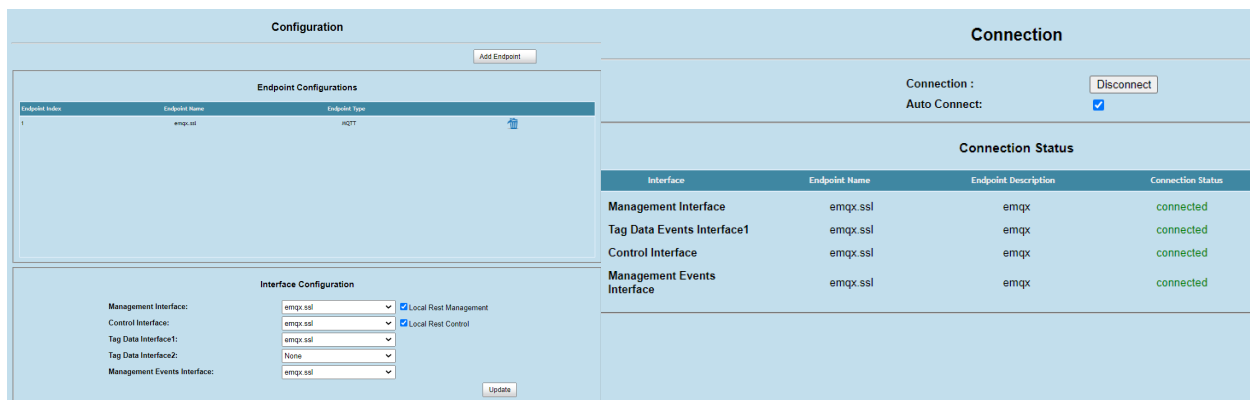 Configuration
Add Endpoint
Endpoint Configurations
Endpoint Index Endpoint Name Endpoint Type
1 emqx.ssl MQTT
Interface Configuration
Management Interface: emqx.ssl Local Rest Management
Control Interface: emqx.ssl Local Rest Control
Tag Data Interface1: emqx.ssl
Tag Data Interface2: None
Management Events Interface: emqx.ssl
Update
Connection
Connection : Disconnect
Auto Connect:
Connection Status
Interface Endpoint Name Endpoint Description Connection Status
Management Interface emqx.ssl emqx connected
Tag Data Events Interface1 emqx.ssl emqx connected
Control Interface emqx.ssl emqx connected
Management Events
Interface emqx.ssl emqx connected